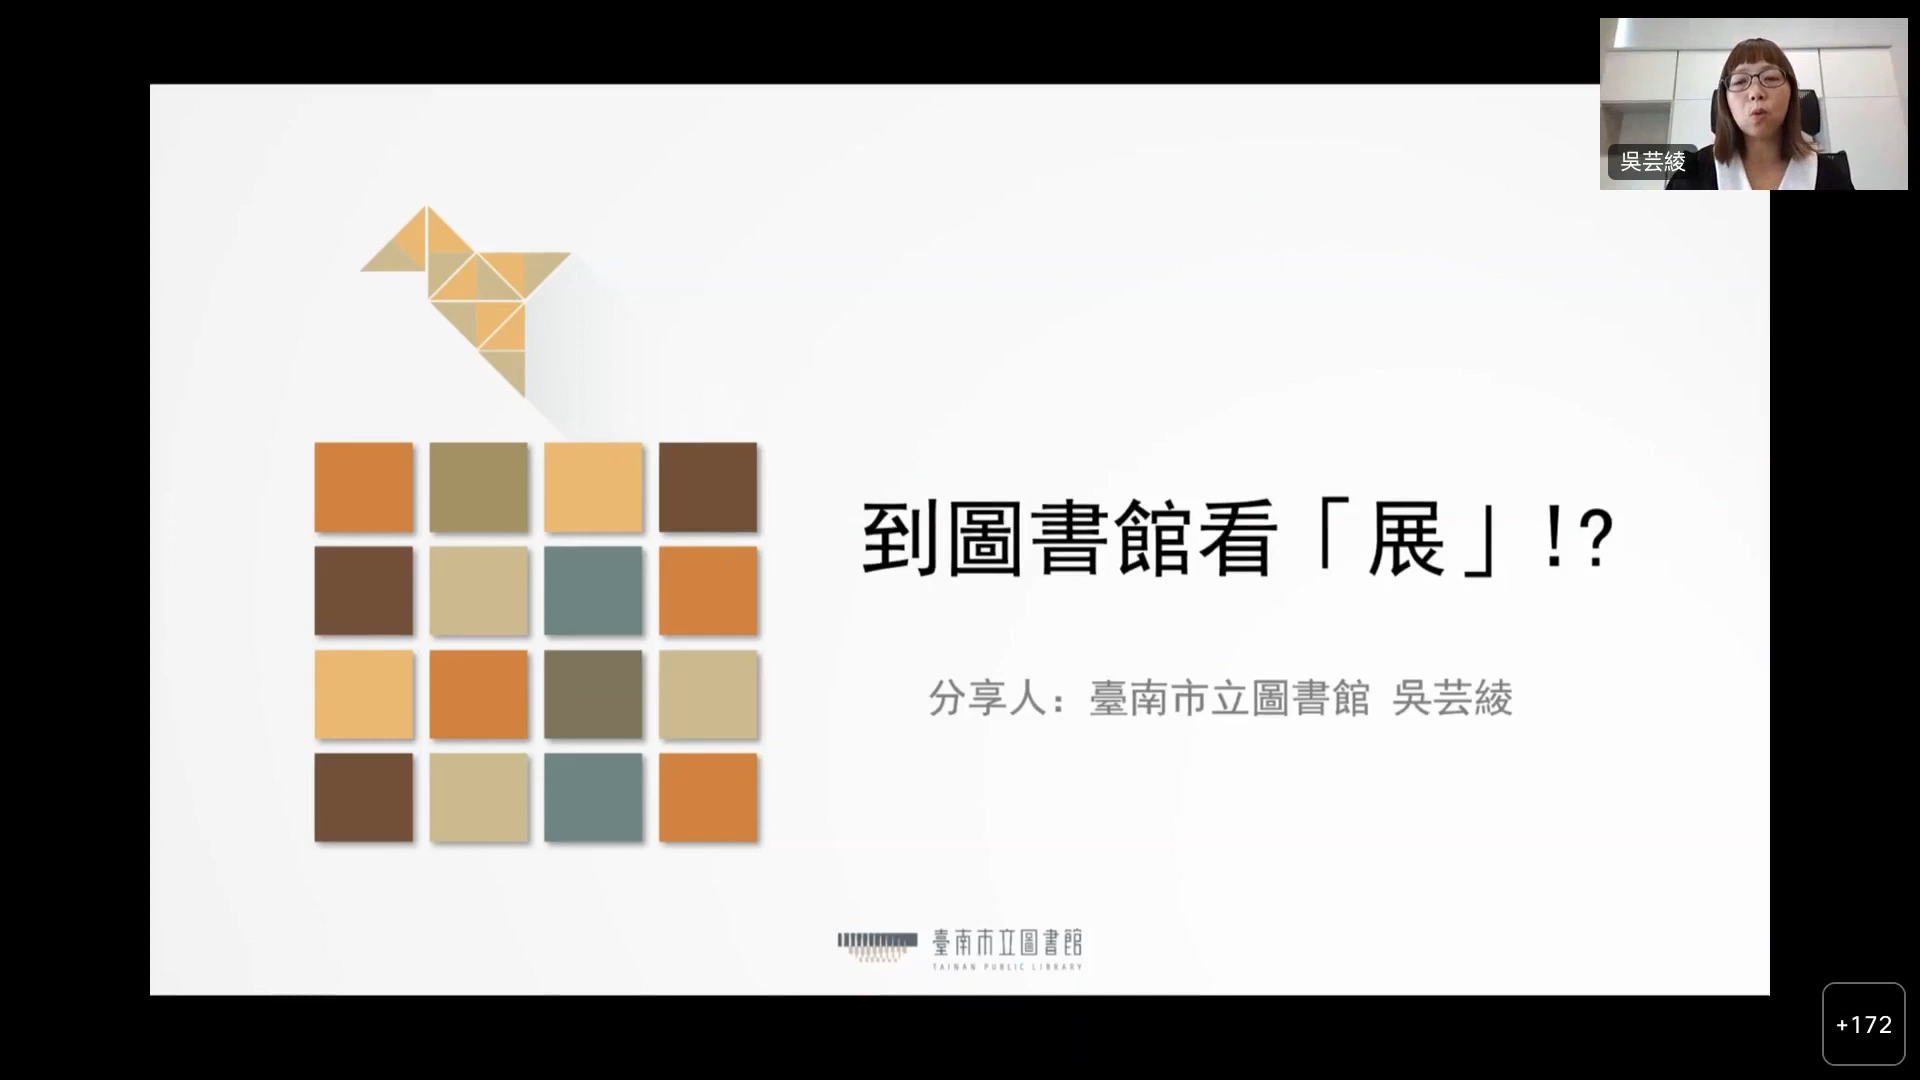 吳芸綾
到圖書館看「展」!?
分享人：臺南市立圖書館 吳芸綾
臺南市立圖書館
TAINAN PUBLIC LIBRARY
+172